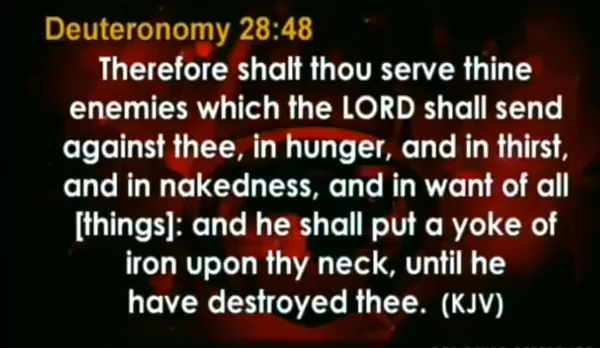 Deuteronomy 28:48
Therefore shalt thou serve thine
enemies which the LORD shall send
against thee, in hunger, and in thirst,
and in nakedness, and in want of all
[things]: and he shall put a yoke of
iron upon thy neck, until he
have destroyed thee. (KJV)